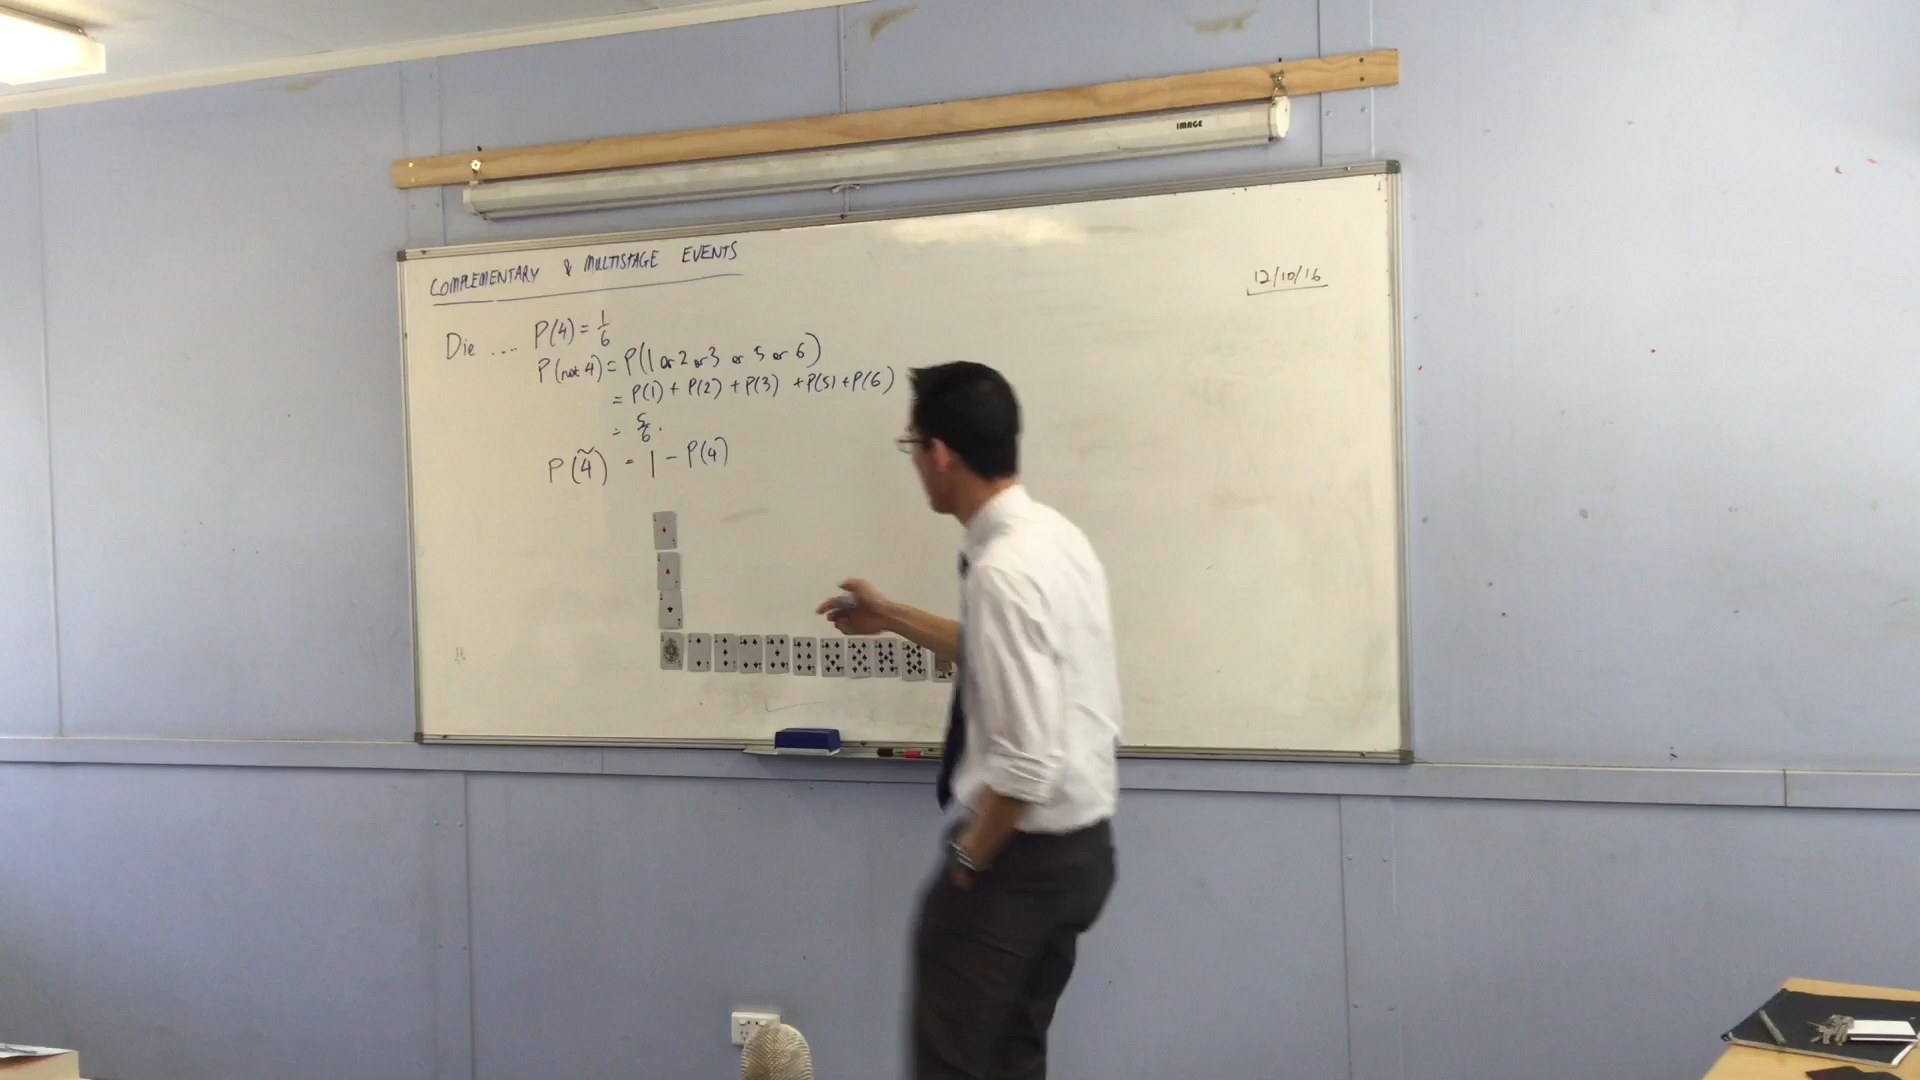 IMAGE
COMPLEMENTARY & MULTISTAGE EVENTS
12/10/16
Die .... P(4) = 1/6
P(not 4) = P(1 or 2 or 3 or 5 or 6)
= P(1) + P(2) + P(3) + P(5) + P(6)
= 5/6.
P(4̃) = 1 - P(4)